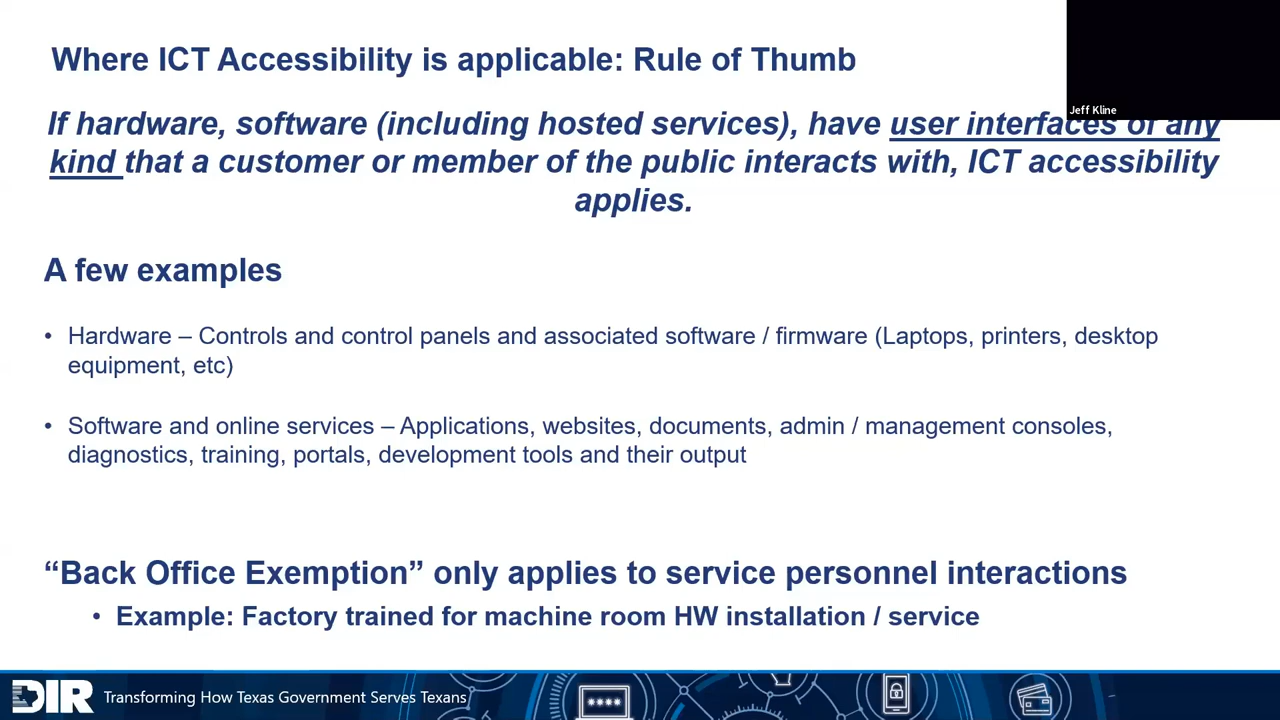 Where ICT Accessibility is applicable: Rule of Thumb
Jeff Kline
If hardware, software (including hosted services), have user interfaces of any
kind that a customer or member of the public interacts with, ICT accessibility
applies.
A few examples
• Hardware – Controls and control panels and associated software / firmware (Laptops, printers, desktop
equipment, etc)
• Software and online services – Applications, websites, documents, admin / management consoles,
diagnostics, training, portals, development tools and their output
“Back Office Exemption” only applies to service personnel interactions
• Example: Factory trained for machine room HW installation / service
DIR Transforming How Texas Government Serves Texans